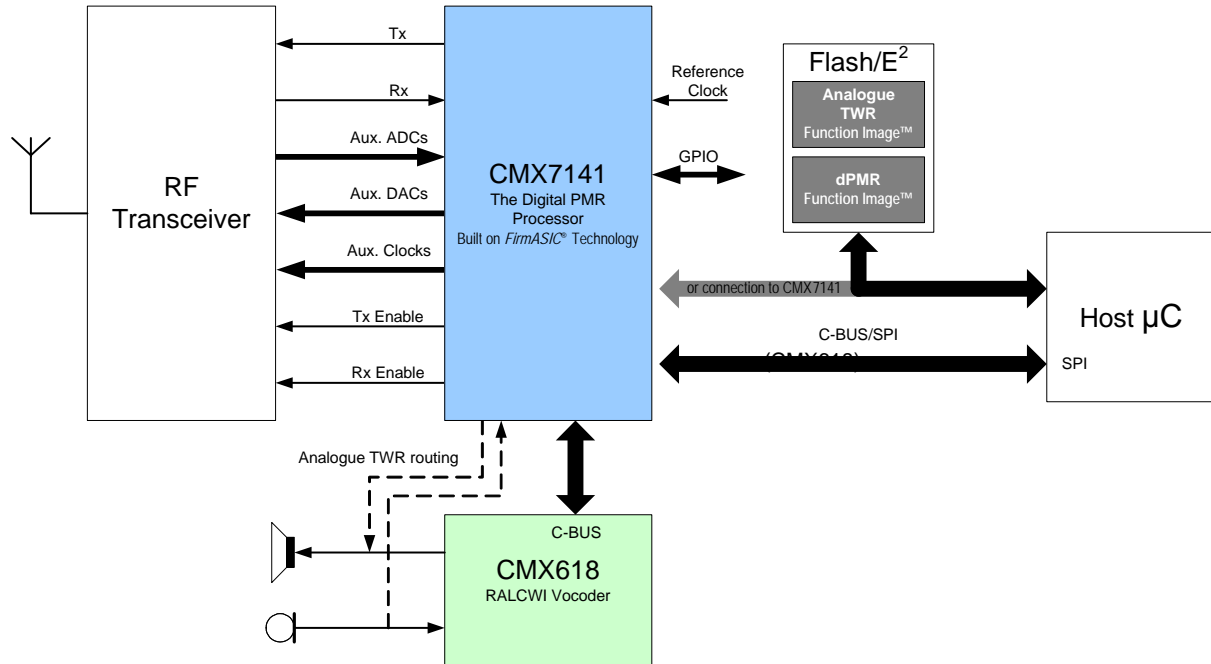 RF
Transceiver
Tx
Rx
Aux. ADCs
Aux. DACs
Aux. Clocks
Tx Enable
Rx Enable
CMX7141
The Digital PMR
Processor
Built on FirmASIC® Technology
Reference
Clock
GPIO
Flash/E²
Analogue
TWR
Function Image™
dPMR
Function Image™
or connection to CMX7141
C-BUS/SPI
Host µC
SPI
Analogue TWR routing
C-BUS
CMX618
RALCWI Vocoder